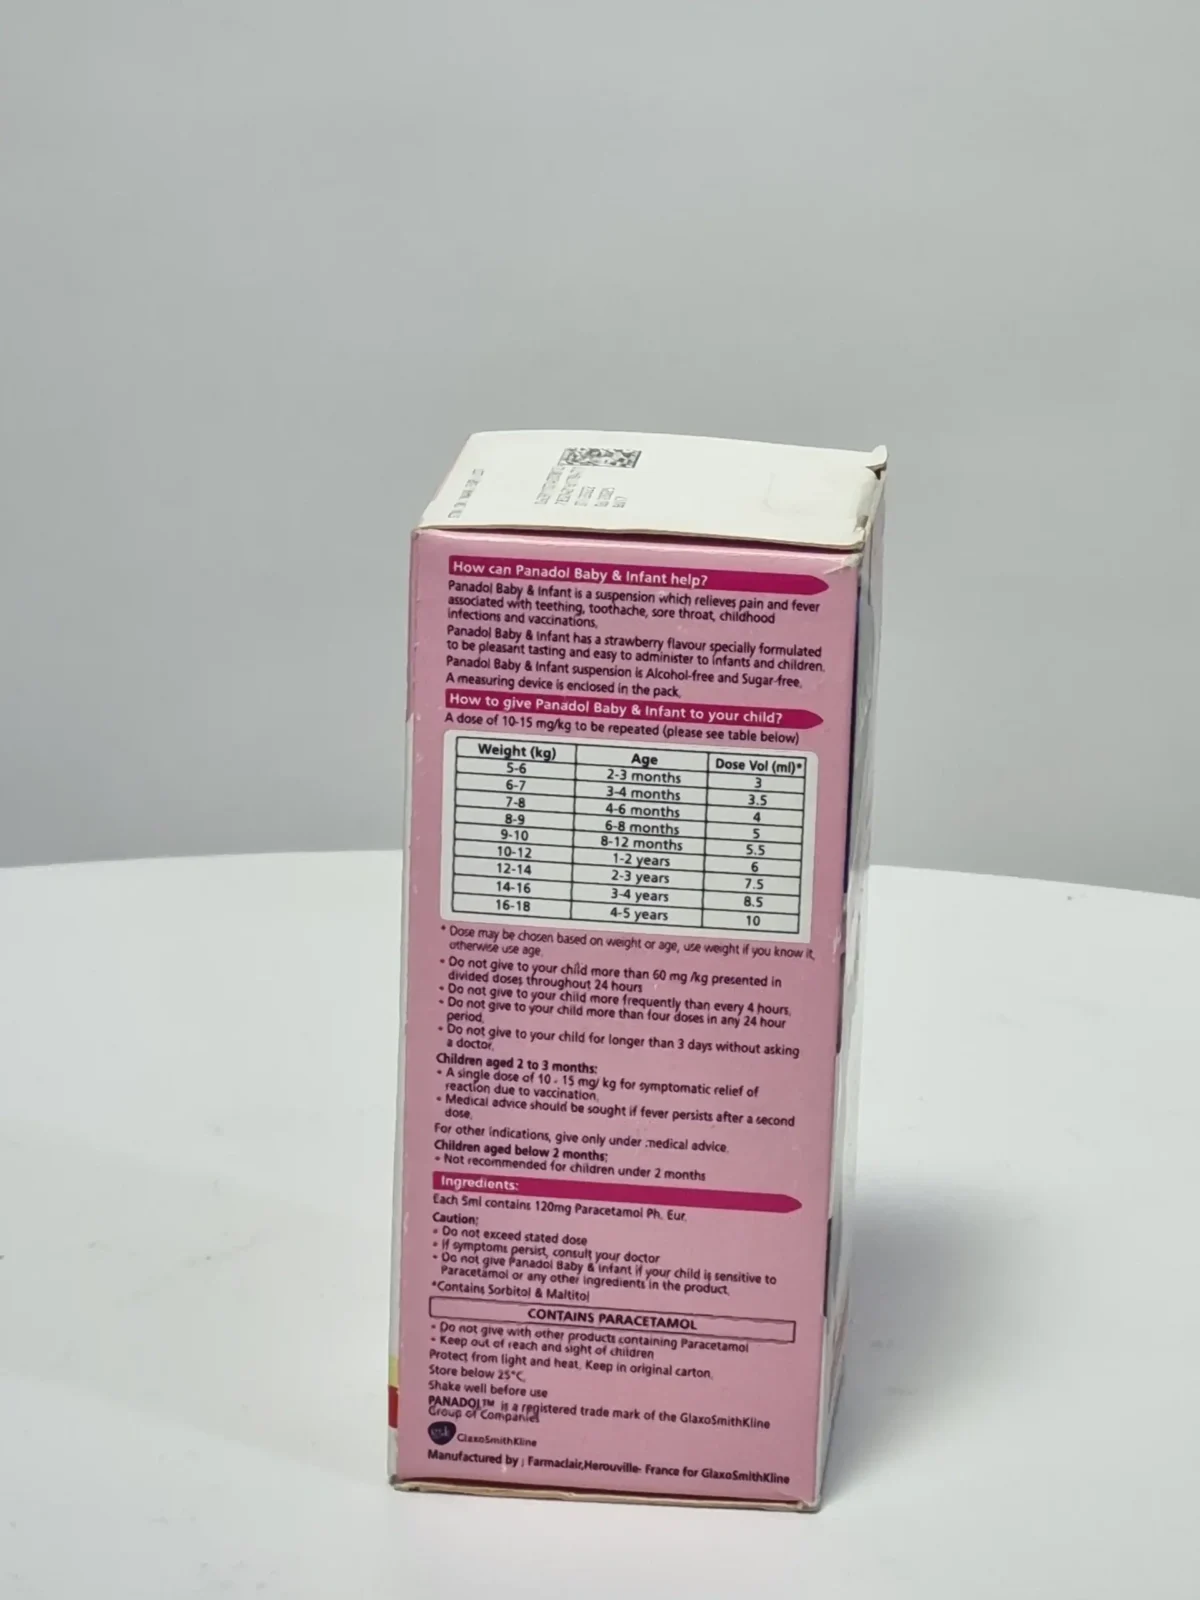 How can Panadol Baby & Infant help?
Panadol Baby & Infant is a suspension which relieves pain and fever
associated with teething, toothache, sore throat, childhood
infections and vaccinations.
Panadol Baby & Infant has a strawberry flavour specially formulated
to be pleasant tasting and easy to administer to infants and children.
Panadol Baby & Infant suspension is Alcohol-free and Sugar-free.
A measuring device is enclosed in the pack.
How to give Panadol Baby & Infant to your child?
A dose of 10-15 mg/kg to be repeated (please see table below)
Weight (kg) Age Dose Vol (ml)*
5-6 2-3 months 3
6-7 3-4 months 3.5
7-8 4-6 months 4
8-9 6-8 months 5
9-10 8-12 months 5.5
10-12 1-2 years 6
12-14 2-3 years 7.5
14-16 3-4 years 8.5
16-18 4-5 years 10
* Dose may be chosen based on weight or age, use weight if you know it,
otherwise use age.
• Do not give to your child more than 60 mg /kg presented in
divided doses throughout 24 hours
• Do not give to your child more frequently than every 4 hours.
• Do not give to your child more than four doses in any 24 hour
period.
• Do not give to your child for longer than 3 days without asking
a doctor.
Children aged 2 to 3 months:
• A single dose of 10 - 15 mg/ kg for symptomatic relief of
reaction due to vaccination.
• Medical advice should be sought if fever persists after a second
dose.
For other indications, give only under medical advice.
Children aged below 2 months:
• Not recommended for children under 2 months
Ingredients:
Each 5ml contains 120mg Paracetamol Ph. Eur.
Caution:
• Do not exceed stated dose
• If symptoms persist, consult your doctor
• Do not give Panadol Baby & Infant if your child is sensitive to
Paracetamol or any other ingredients in the product.
*Contains Sorbitol & Maltitol
CONTAINS PARACETAMOL
• Do not give with other products containing Paracetamol
• Keep out of reach and sight of children
Protect from light and heat. Keep in original carton.
Store below 25°C.
Shake well before use
PANADOL™ is a registered trade mark of the GlaxoSmithKline
Group of Companies
gsk GlaxoSmithKline
Manufactured by ; Farmaclair,Herouville- France for GlaxoSmithKline